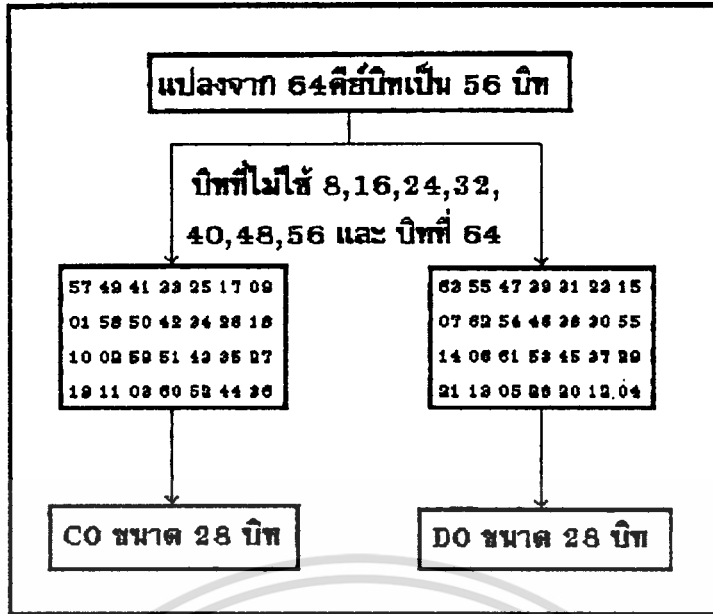 แปลงจาก 64คีย์บิทเป็น 56 บิท
บิทที่ไม่ใช้ 8,16,24,32,
40,48,56 และ บิทที่ 64
57 49 41 33 25 17 09
01 58 50 42 34 26 18
10 02 59 51 43 35 27
19 11 03 60 52 44 36
63 55 47 39 31 23 15
07 62 54 46 38 30 55
14 06 61 53 45 37 29
21 13 05 28 20 12 04
C0 ขนาด 28 บิท
D0 ขนาด 28 บิท